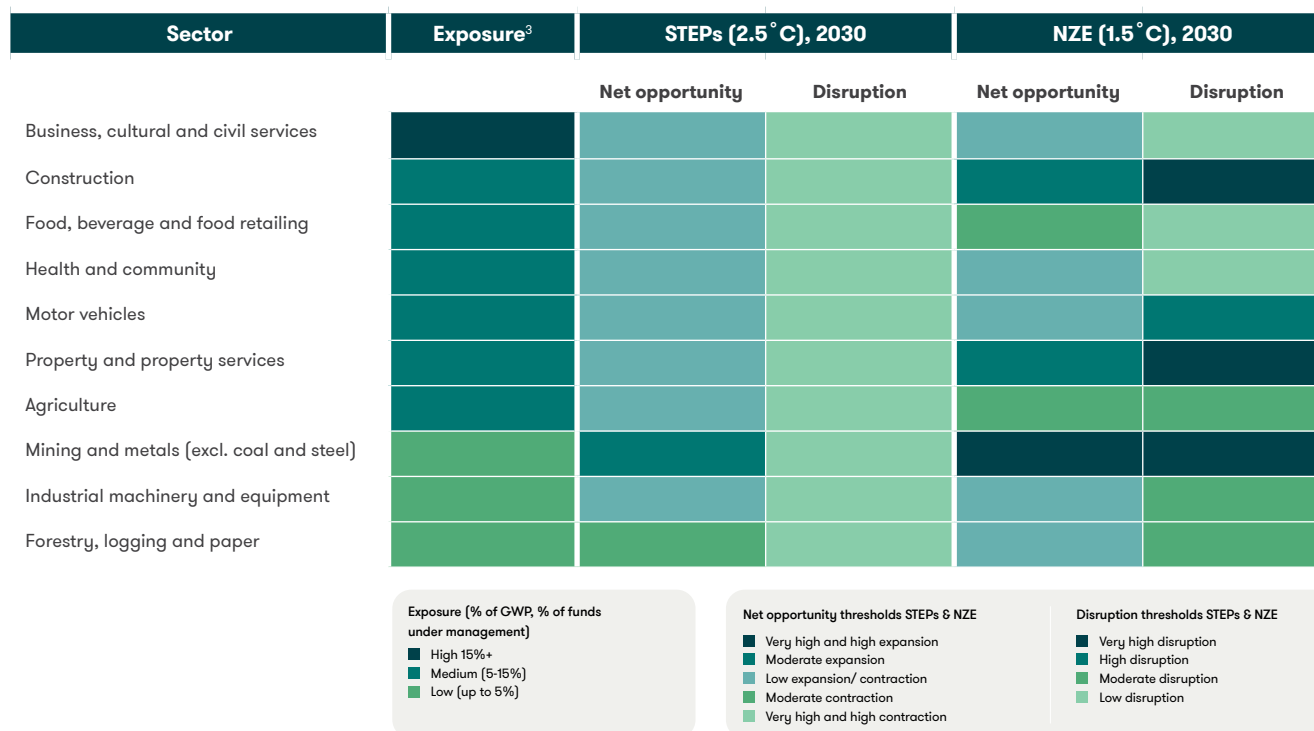 Sector Exposure³ STEPs (2.5˚C), 2030 NZE (1.5˚C), 2030
Net opportunity Disruption Net opportunity Disruption
Business, cultural and civil services
Construction
Food, beverage and food retailing
Health and community
Motor vehicles
Property and property services
Agriculture
Mining and metals (excl. coal and steel)
Industrial machinery and equipment
Forestry, logging and paper
Exposure (% of GWP, % of funds
under management)
High 15%+
Medium (5-15%)
Low (up to 5%)
Net opportunity thresholds STEPs & NZE
Very high and high expansion
Moderate expansion
Low expansion/ contraction
Moderate contraction
Very high and high contraction
Disruption thresholds STEPs & NZE
Very high disruption
High disruption
Moderate disruption
Low disruption